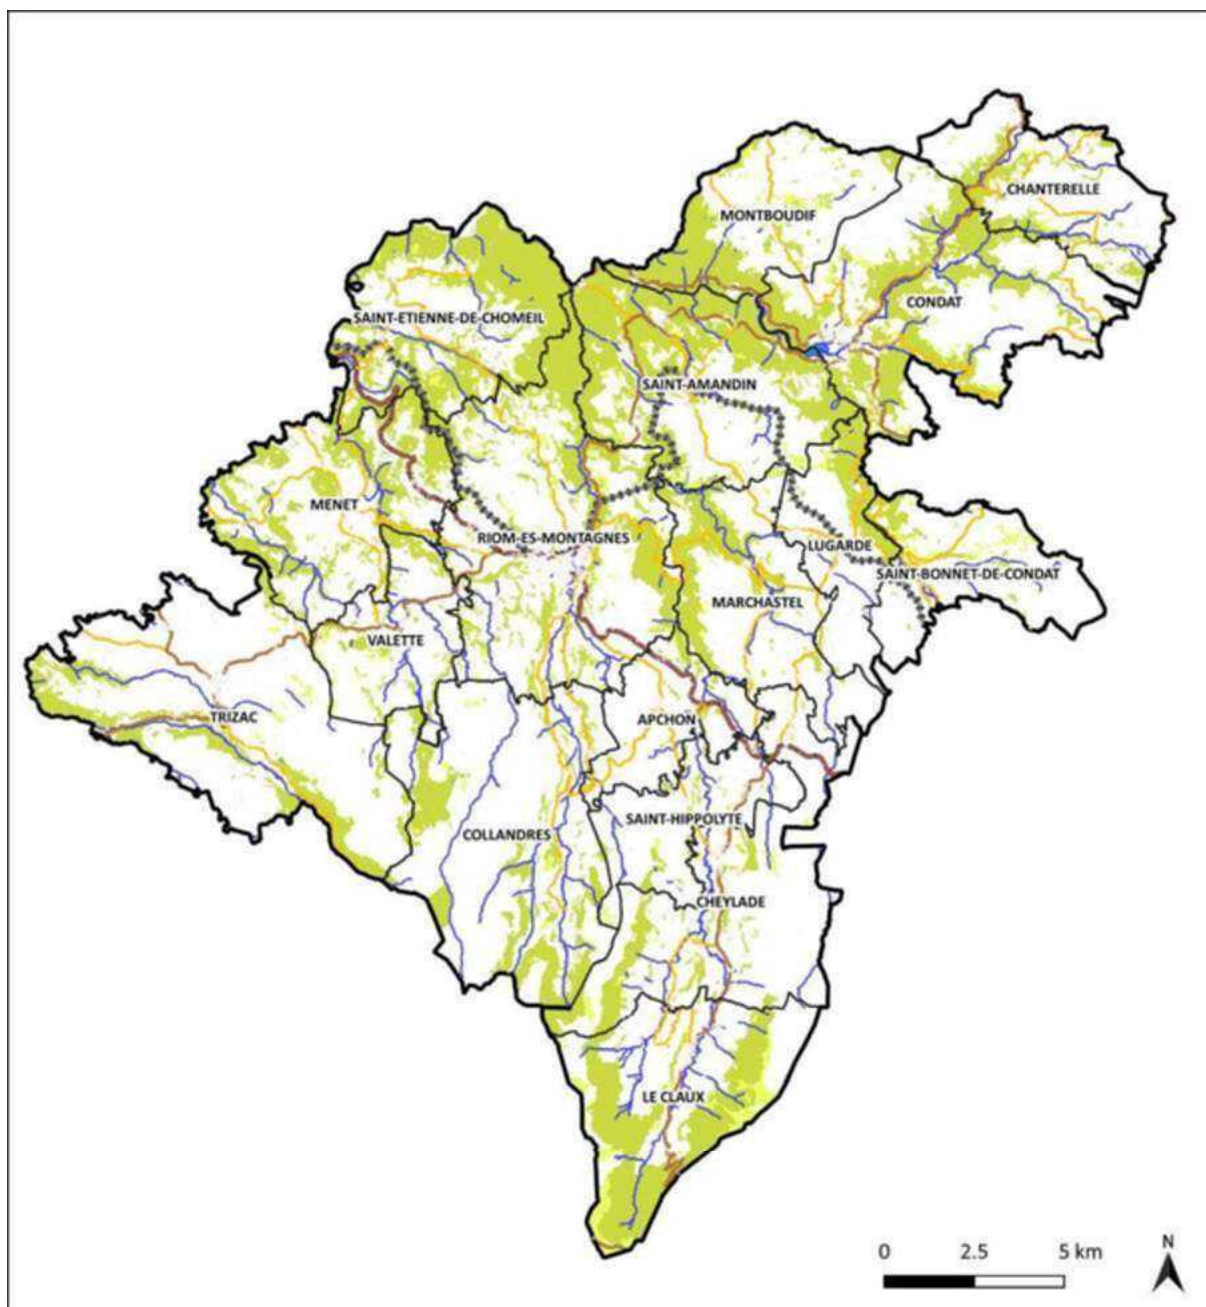 CHANTERELLE
MONTBOUDIF
CONDAT
SAINT-ETIENNE-DE-CHOMEIL
SAINT-AMANDIN
MENET
RIOM-ES-MONTAGNES
LUGARDE
SAINT-BONNET-DE-CONDAT
MARCHASTEL
VALETTE
TRIZAC
APCHON
SAINT-HIPPOLYTE
COLLANDRES
CHEYLADE
LE CLAUX
0 2.5 5 km
N